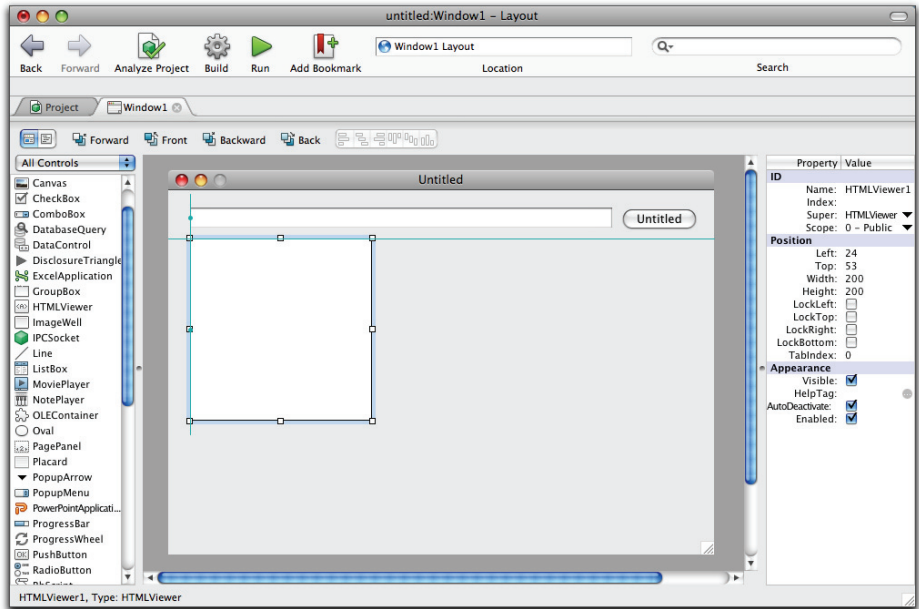 untitled:Window1 – Layout
Back Forward Analyze Project Build Run Add Bookmark
Window1 Layout
Location
Search
Project Window1
Forward Front Backward Back
All Controls
Canvas
CheckBox
ComboBox
DatabaseQuery
DataControl
DisclosureTriangle
ExcelApplication
GroupBox
HTMLViewer
ImageWell
IPCSocket
Line
ListBox
MoviePlayer
NotePlayer
OLEContainer
Oval
PagePanel
Placard
PopupArrow
PopupMenu
PowerPointApplicati...
ProgressBar
ProgressWheel
PushButton
RadioButton
Untitled
Untitled
Property Value
ID
Name: HTMLViewer1
Index:
Super: HTMLViewer
Scope: 0 – Public
Position
Left: 24
Top: 53
Width: 200
Height: 200
LockLeft:
LockTop:
LockRight:
LockBottom:
TabIndex: 0
Appearance
Visible:
HelpTag:
AutoDeactivate:
Enabled:
HTMLViewer1, Type: HTMLViewer